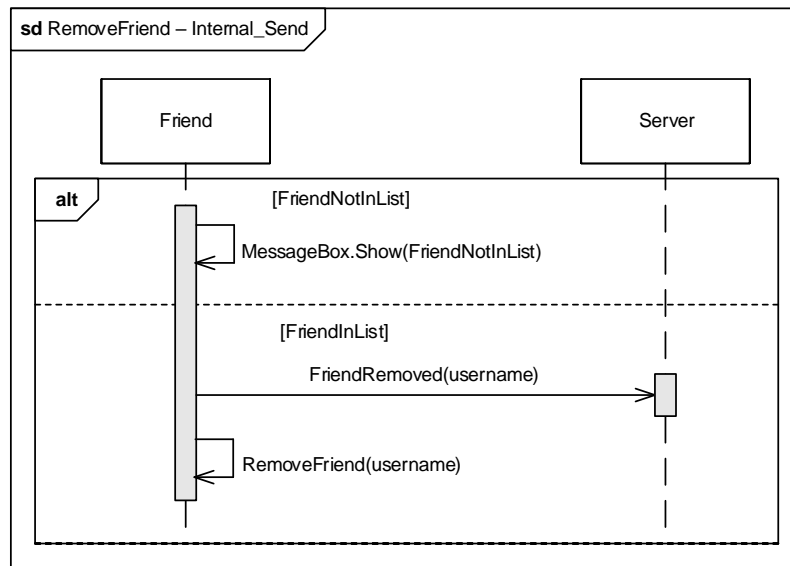 sd RemoveFriend – Internal_Send
Friend
Server
alt
[FriendNotInList]
MessageBox.Show(FriendNotInList)
[FriendInList]
FriendRemoved(username)
RemoveFriend(username)